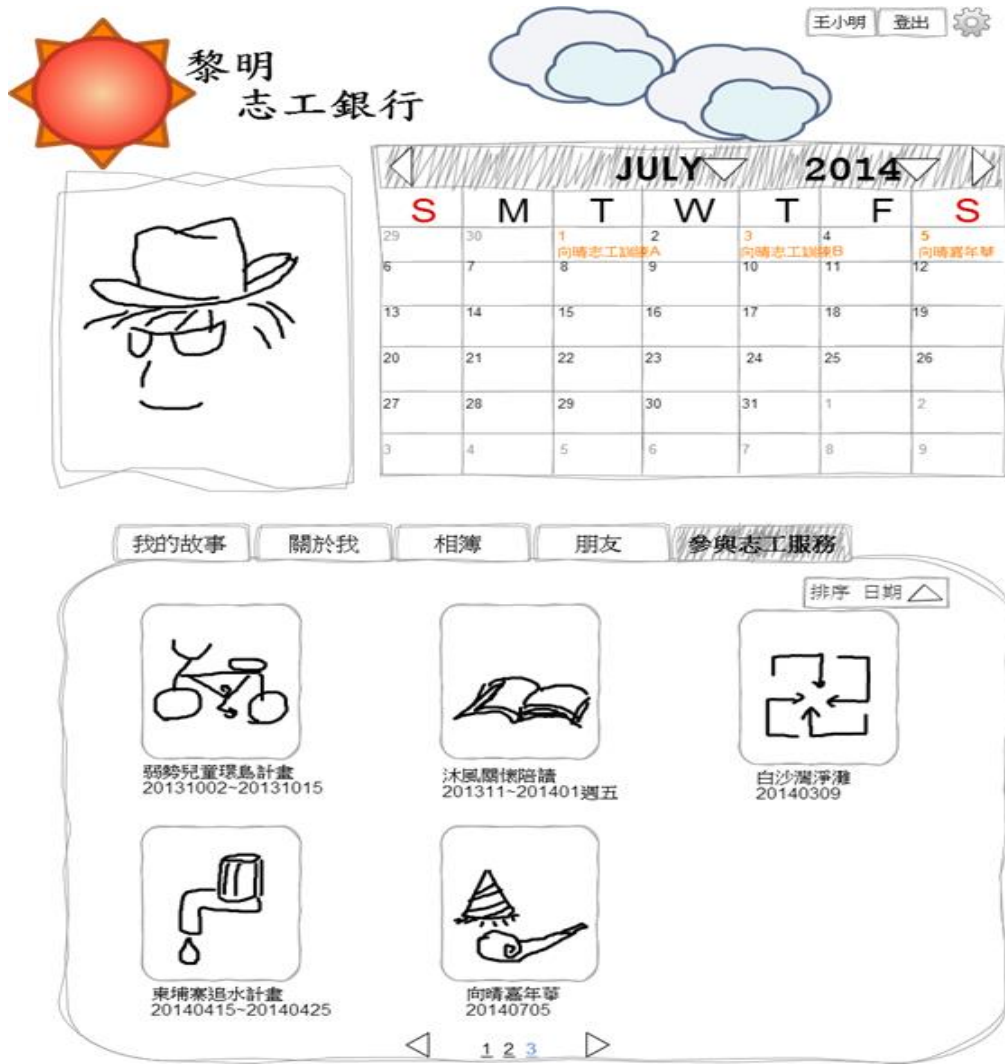 王小明 登出
黎明
志工銀行
JULY 2014
S M T W T F S
29 30 1 2 3 4 5
向晴志工訓練A 向晴志工訓練B 向晴嘉年華
6 7 8 9 10 11 12
13 14 15 16 17 18 19
20 21 22 23 24 25 26
27 28 29 30 31 1 2
3 4 5 6 7 8 9
我的故事 關於我 相簿 朋友 參與志工服務
排序 日期
弱勢兒童環島計畫 沐風關懷陪讀 白沙灣淨灘
20131002~20131015 201311~201401週五 20140309
柬埔寨追水計畫 向晴嘉年華
20140415~20140425 20140705
1 2 3